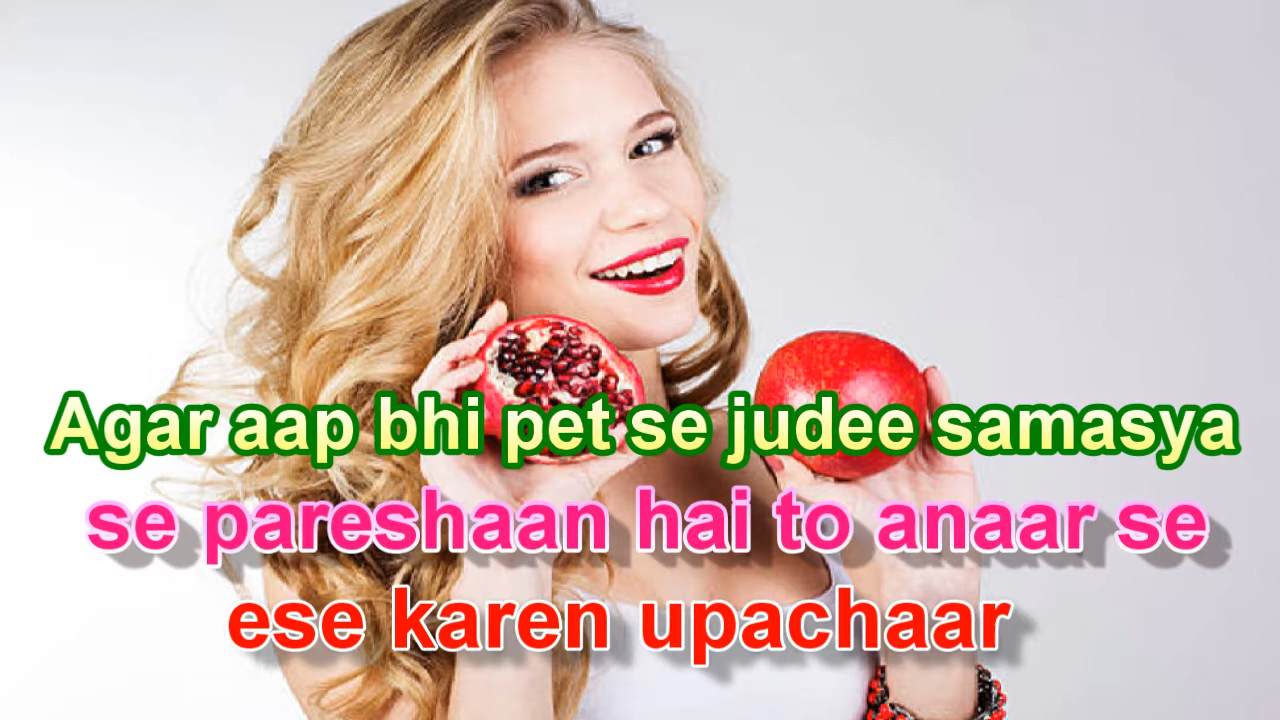 Agar aap bhi pet se judee samasya
se pareshaan hai to anaar se
ese karen upachaar